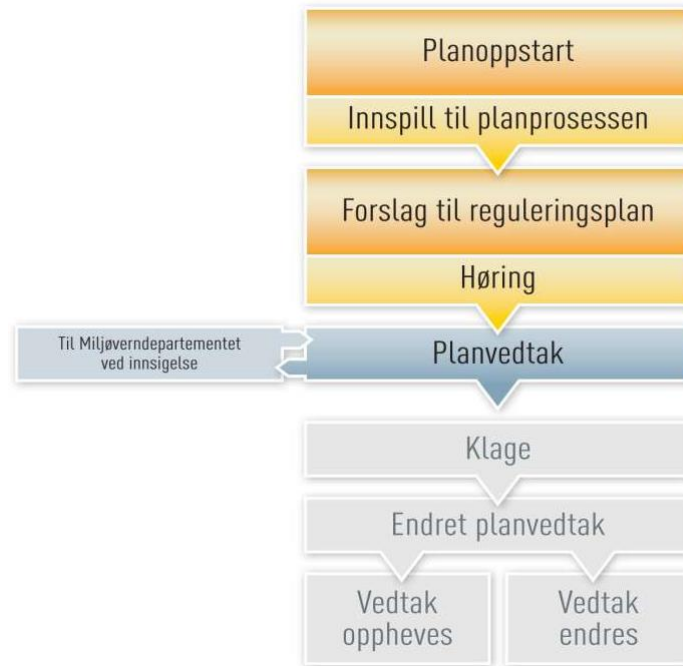 Planoppstart
Innspill til planprosessen
Forslag til reguleringsplan
Høring
Til Miljøverndepartementet
ved innsigelse
Planvedtak
Klage
Endret planvedtak
Vedtak
oppheves
Vedtak
endres